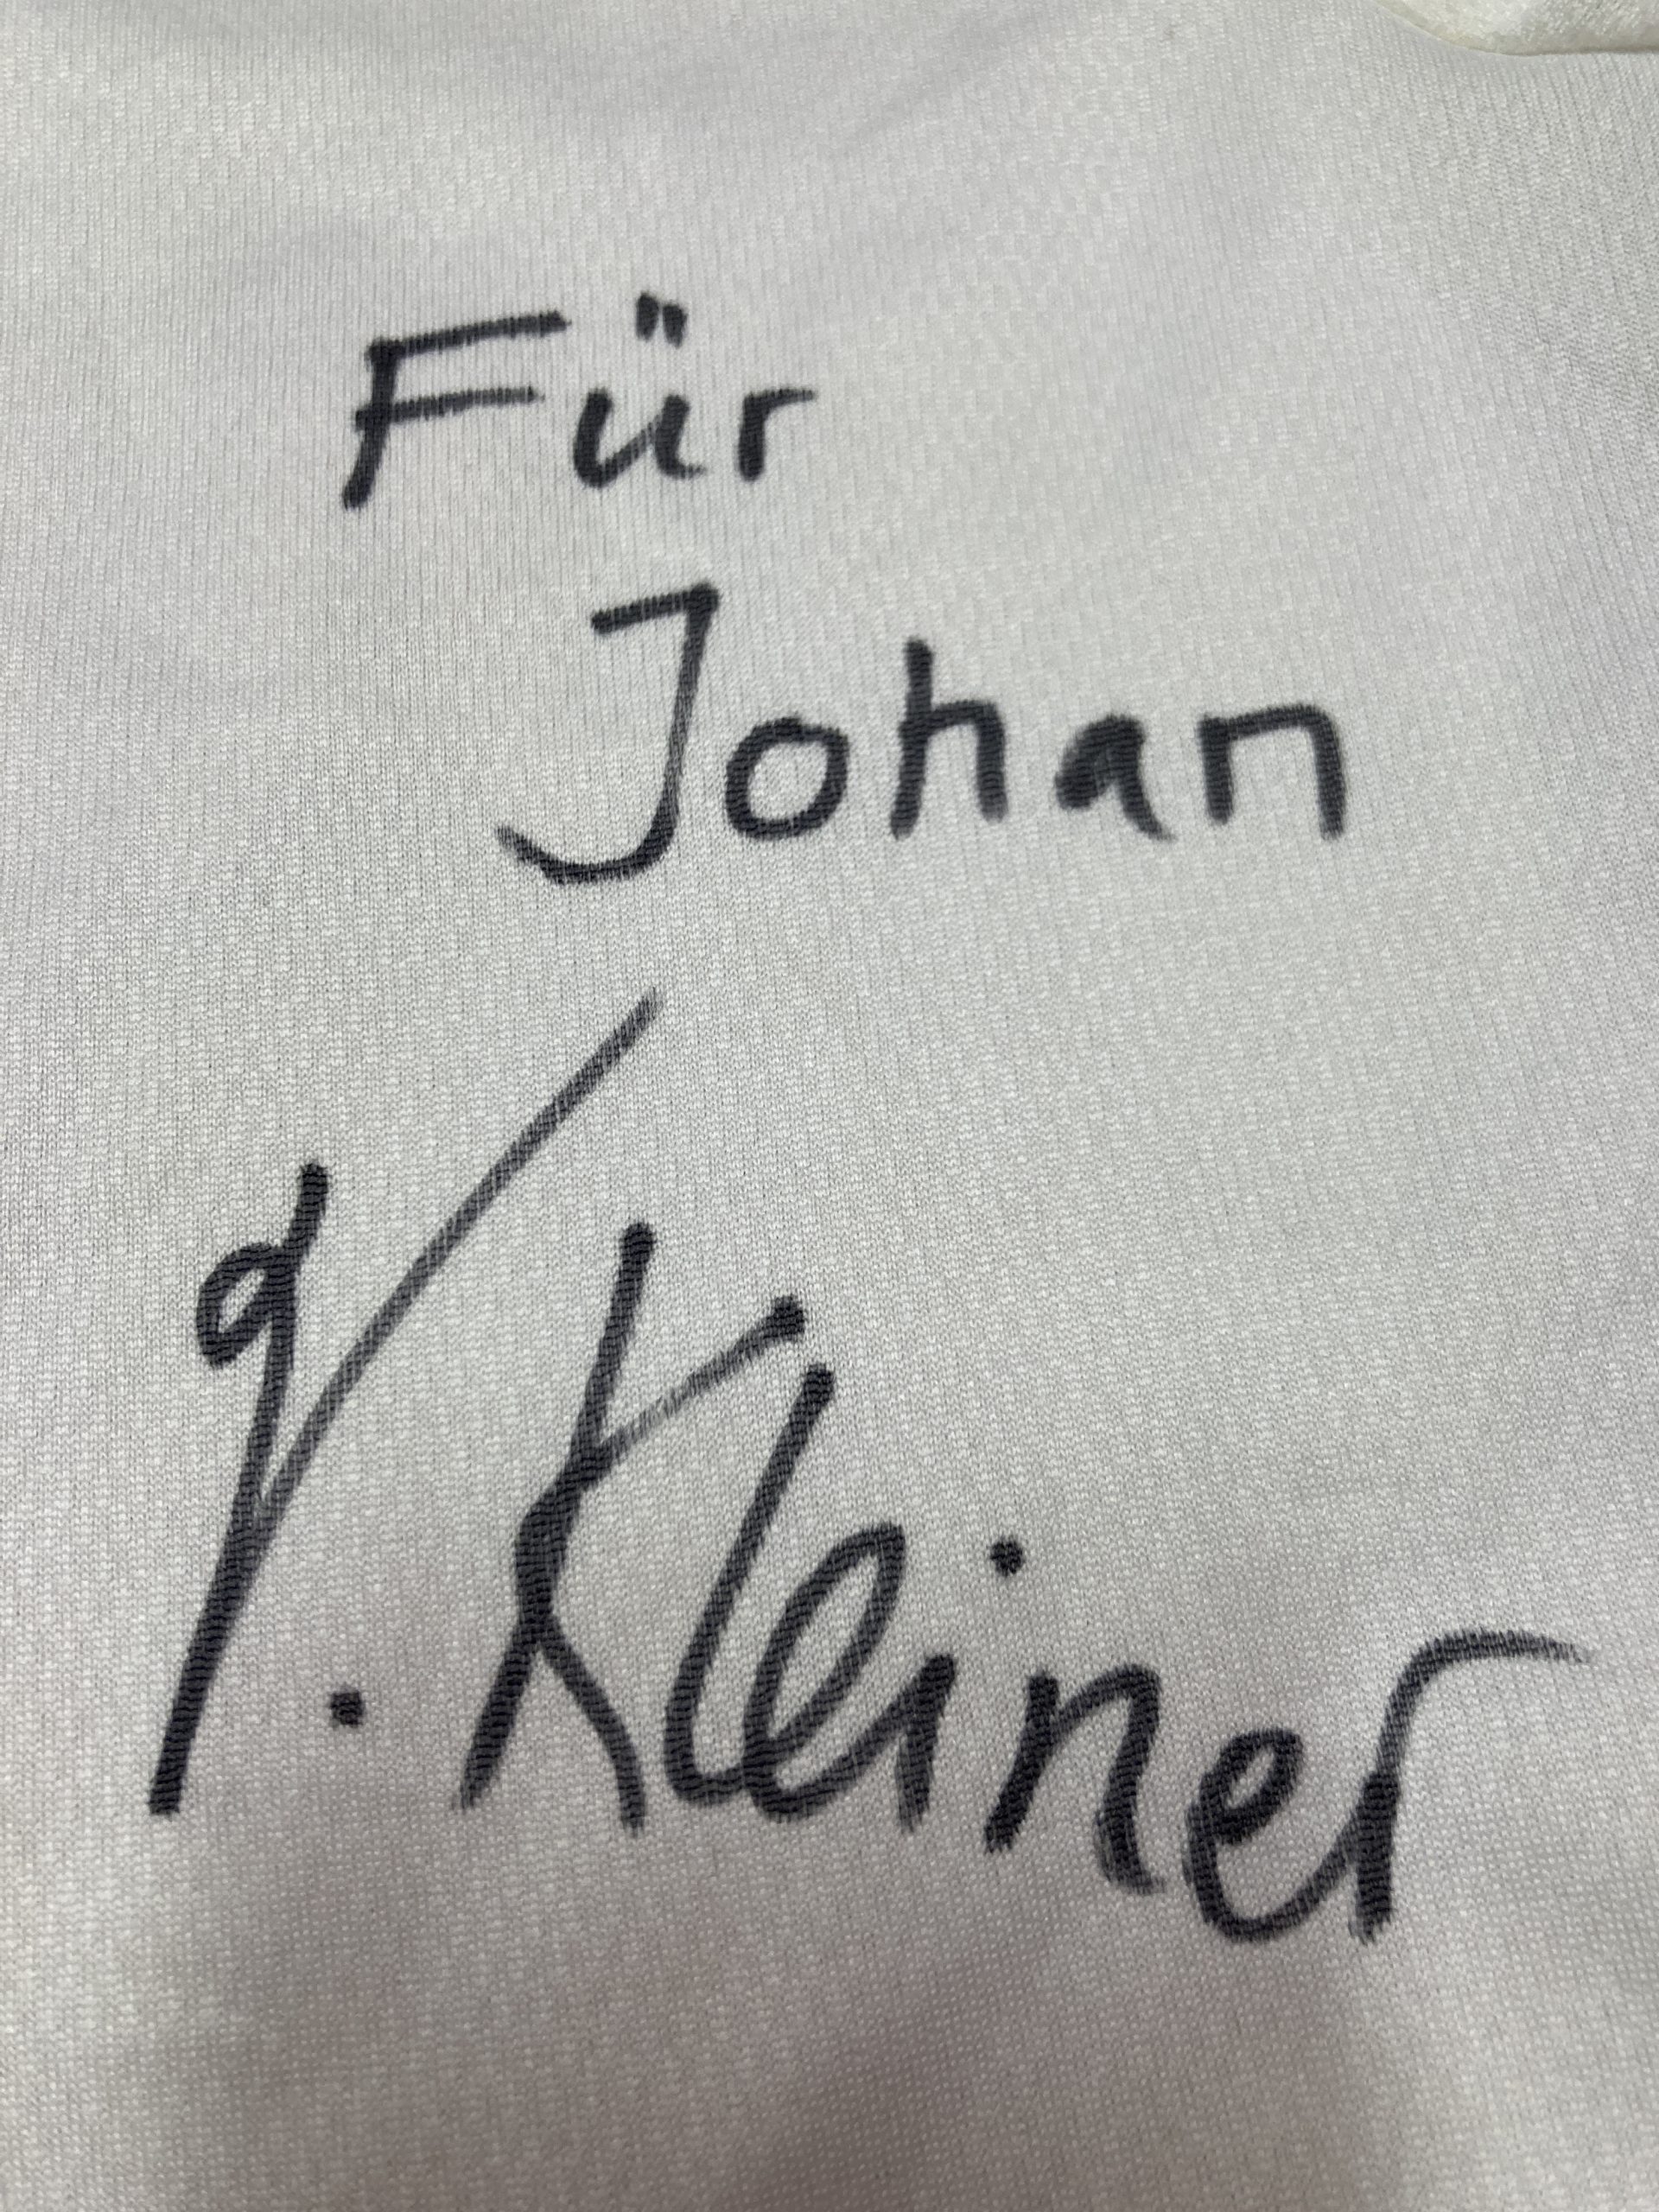 Für
Johan
V. Kleiner